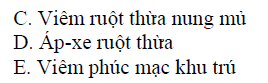 C. Viêm ruột thừa nung mủ
D. Áp-xe ruột thừa
E. Viêm phúc mạc khu trú